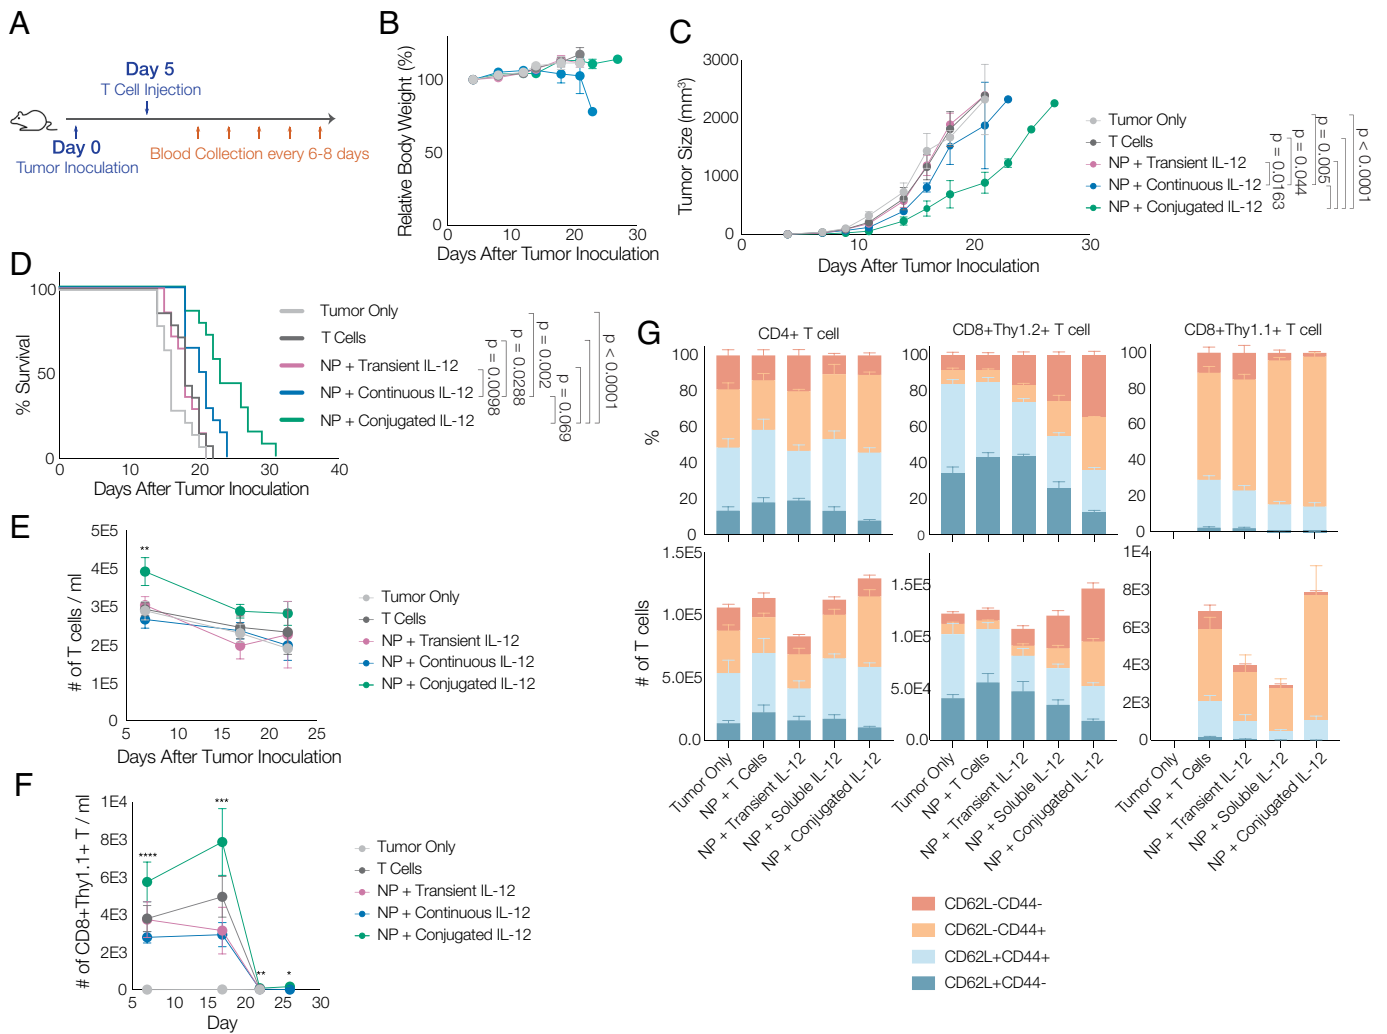 A
Day 5
T Cell Injection
Day 0
Tumor Inoculation
Blood Collection every 6-8 days
B
Relative Body Weight (%)
100
50
0
0
10
20
30
Days After Tumor Inoculation
C
Tumor Size (mm³)
3000
2000
1000
0
0
10
20
30
Days After Tumor Inoculation
Tumor Only
T Cells
NP + Transient IL-12
NP + Continuous IL-12
NP + Conjugated IL-12
p = 0.0163
p = 0.044
p = 0.005
p < 0.0001
D
% Survival
100
50
0
0
10
20
30
40
Days After Tumor Inoculation
Tumor Only
T Cells
NP + Transient IL-12
NP + Continuous IL-12
NP + Conjugated IL-12
p = 0.0098
p = 0.0288
p = 0.002
p = 0.069
p < 0.0001
E
# of T cells / ml
5E5
4E5
3E5
2E5
1E5
0
**
5
10
15
20
25
Days After Tumor Inoculation
Tumor Only
T Cells
NP + Transient IL-12
NP + Continuous IL-12
NP + Conjugated IL-12
F
# of CD8+Thy1.1+ T / ml
1E4
8E3
6E3
4E3
2E3
0
****
***
**
*
5
10
15
20
25
30
Day
Tumor Only
T Cells
NP + Transient IL-12
NP + Continuous IL-12
NP + Conjugated IL-12
G
CD4+ T cell
CD8+Thy1.2+ T cell
CD8+Thy1.1+ T cell
%
100
80
60
40
20
0
100
80
60
40
20
0
100
80
60
40
20
0
# of T cells
1.5E5
1.0E5
5.0E5
0.0
1.5E5
1.0E5
5.0E4
0.0
1E4
8E3
6E3
4E3
2E3
0
Tumor Only
NP + T Cells
NP + Transient IL-12
NP + Soluble IL-12
NP + Conjugated IL-12
Tumor Only
NP + T Cells
NP + Transient IL-12
NP + Soluble IL-12
NP + Conjugated IL-12
Tumor Only
NP + T Cells
NP + Transient IL-12
NP + Soluble IL-12
NP + Conjugated IL-12
CD62L-CD44-
CD62L-CD44+
CD62L+CD44+
CD62L+CD44-